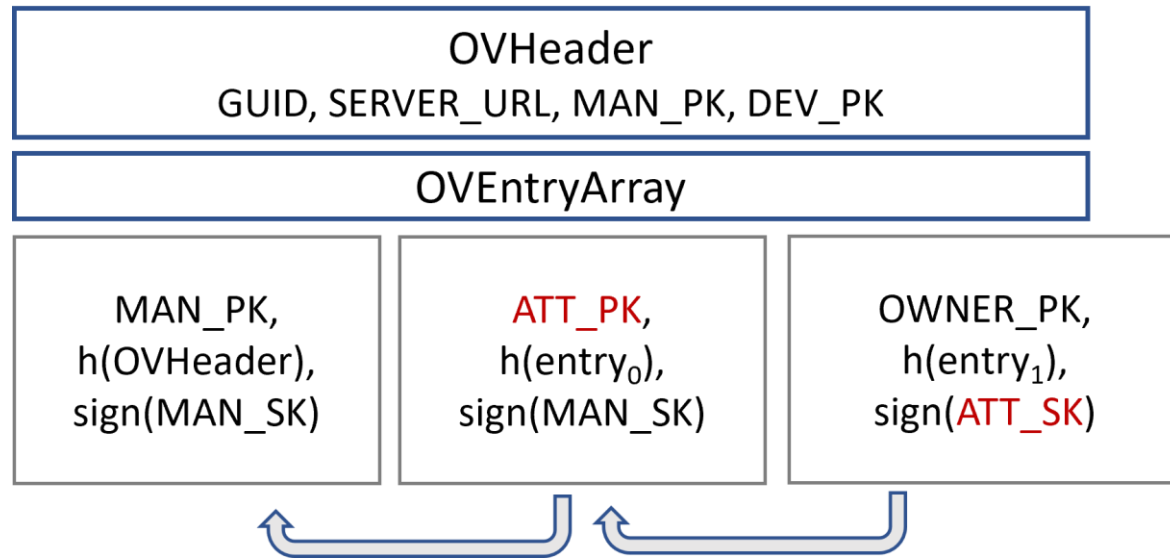 OVHeader
GUID, SERVER_URL, MAN_PK, DEV_PK
OVEntryArray
MAN_PK,
h(OVHeader),
sign(MAN_SK)
ATT_PK,
h(entry₀),
sign(MAN_SK)
OWNER_PK,
h(entry₁),
sign(ATT_SK)